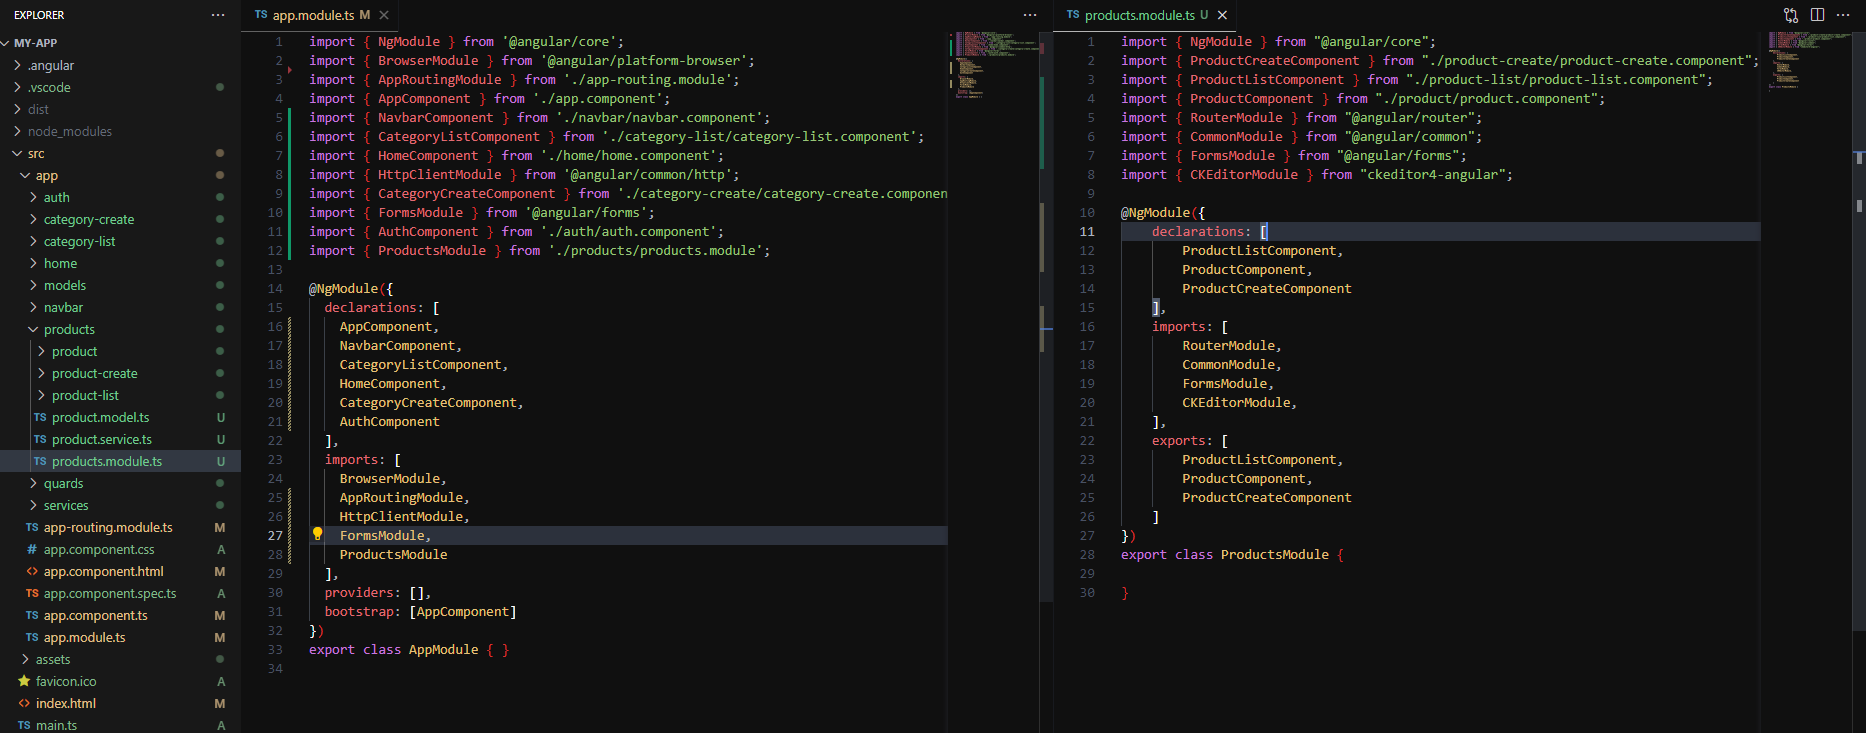 EXPLORER
MY-APP
.angular
.vscode
dist
node_modules
src
app
auth
category-create
category-list
home
models
navbar
products
product
product-create
product-list
TS product.model.ts U
TS product.service.ts U
TS products.module.ts U
quards
services
TS app-routing.module.ts M
# app.component.css A
<> app.component.html M
TS app.component.spec.ts A
TS app.component.ts M
TS app.module.ts M
assets
favicon.ico A
<> index.html M
TS main.ts A
TS app.module.ts M
1 import { NgModule } from '@angular/core';
2 import { BrowserModule } from '@angular/platform-browser';
3 import { AppRoutingModule } from './app-routing.module';
4 import { AppComponent } from './app.component';
5 import { NavbarComponent } from './navbar/navbar.component';
6 import { CategoryListComponent } from './category-list/category-list.component';
7 import { HomeComponent } from './home/home.component';
8 import { HttpClientModule } from '@angular/common/http';
9 import { CategoryCreateComponent } from './category-create/category-create.componen
10 import { FormsModule } from '@angular/forms';
11 import { AuthComponent } from './auth/auth.component';
12 import { ProductsModule } from './products/products.module';
13
14 @NgModule({
15 declarations: [
16 AppComponent,
17 NavbarComponent,
18 CategoryListComponent,
19 HomeComponent,
20 CategoryCreateComponent,
21 AuthComponent
22 ],
23 imports: [
24 BrowserModule,
25 AppRoutingModule,
26 HttpClientModule,
27 FormsModule,
28 ProductsModule
29 ],
30 providers: [],
31 bootstrap: [AppComponent]
32 })
33 export class AppModule { }
34
TS products.module.ts U
1 import { NgModule } from "@angular/core";
2 import { ProductCreateComponent } from "./product-create/product-create.component";
3 import { ProductListComponent } from "./product-list/product-list.component";
4 import { ProductComponent } from "./product/product.component";
5 import { RouterModule } from "@angular/router";
6 import { CommonModule } from "@angular/common";
7 import { FormsModule } from "@angular/forms";
8 import { CKEditorModule } from "ckeditor4-angular";
9
10 @NgModule({
11 declarations: [
12 ProductListComponent,
13 ProductComponent,
14 ProductCreateComponent
15 ],
16 imports: [
17 RouterModule,
18 CommonModule,
19 FormsModule,
20 CKEditorModule,
21 ],
22 exports: [
23 ProductListComponent,
24 ProductComponent,
25 ProductCreateComponent
26 ]
27 })
28 export class ProductsModule {
29
30 }